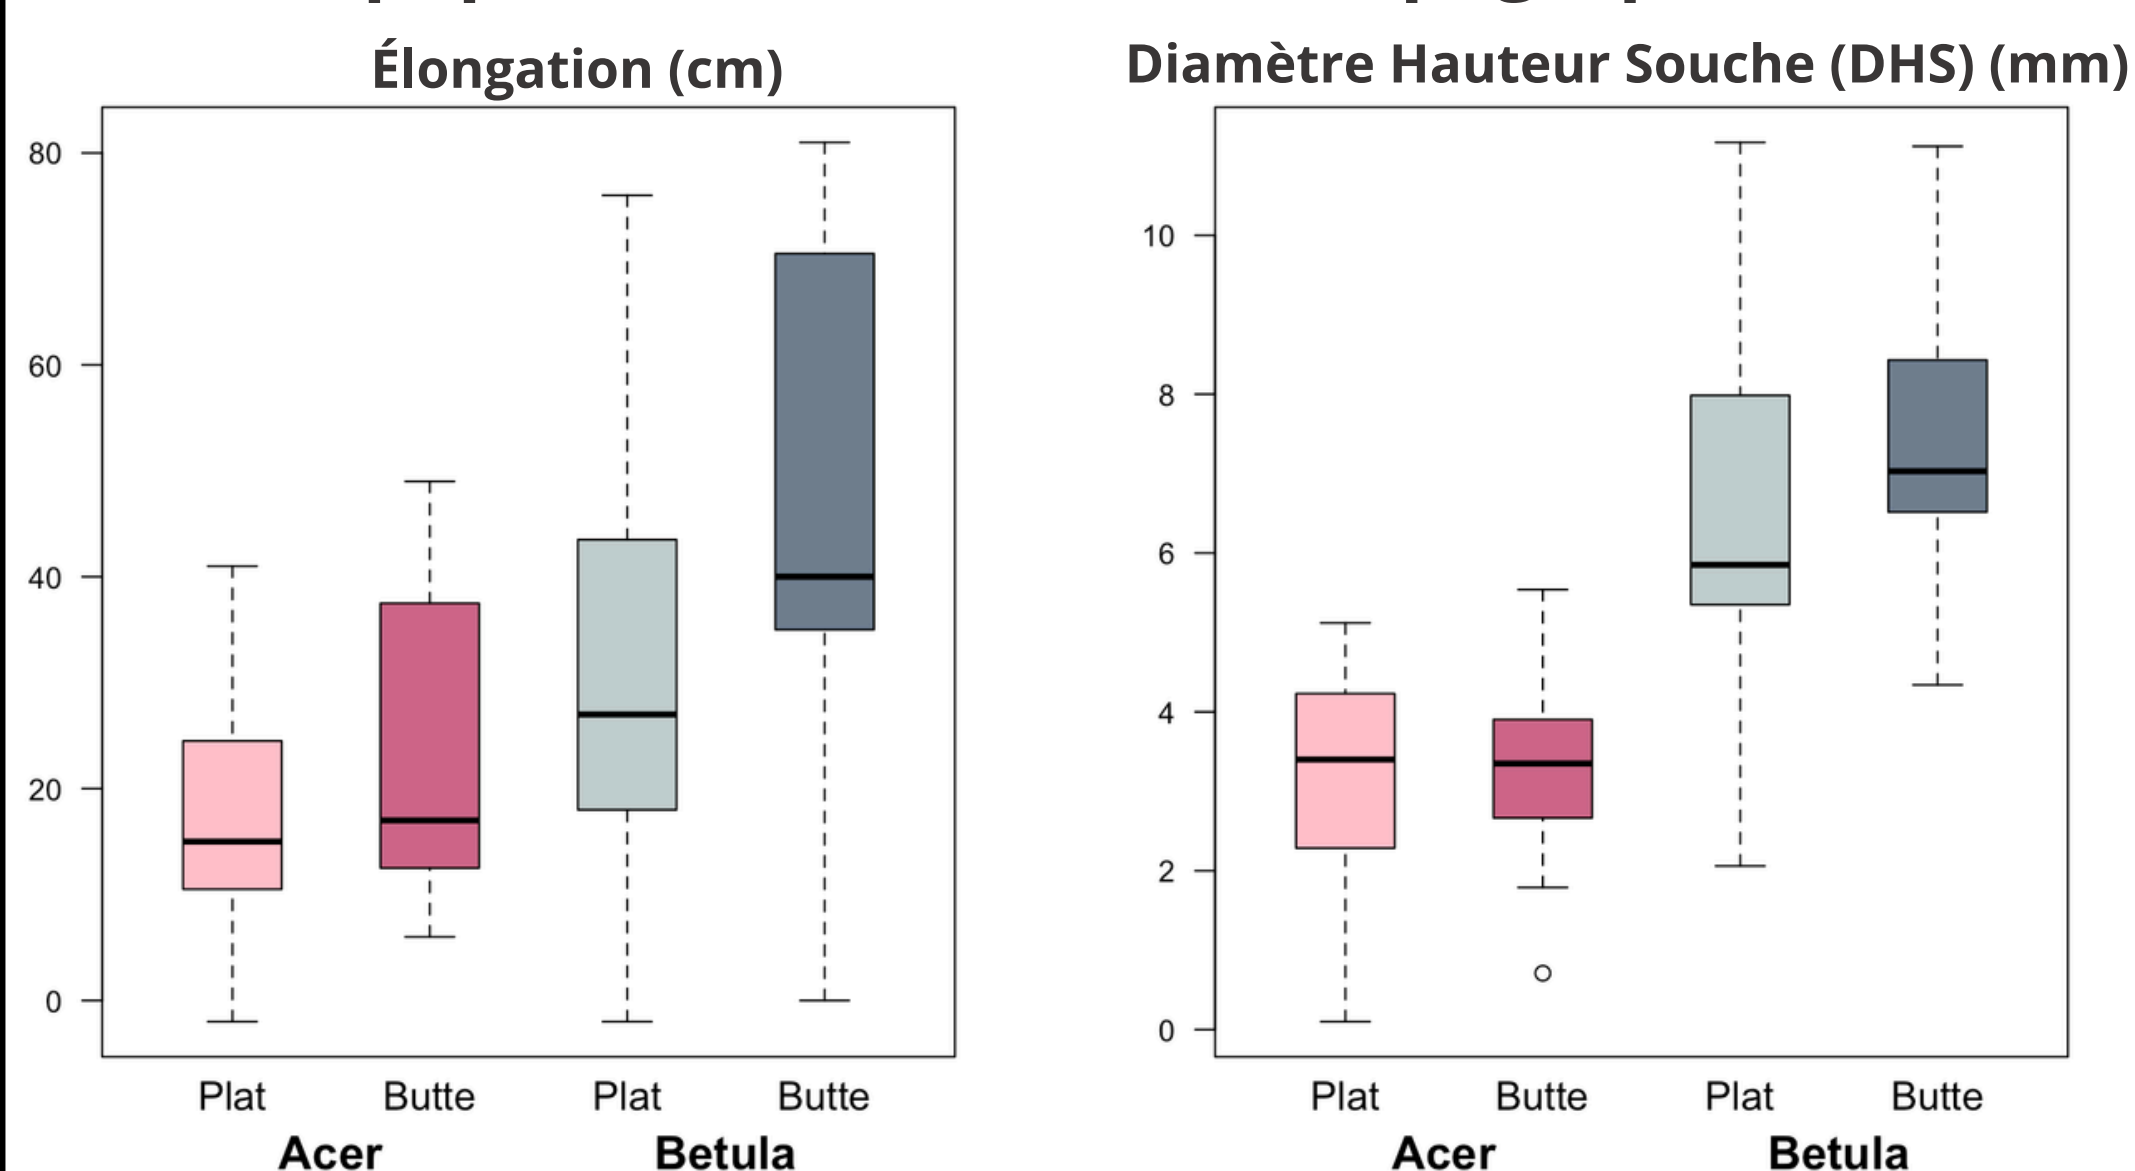 Élongation (cm)
80
60
40
20
0
Plat Butte Plat Butte
Acer Betula
Diamètre Hauteur Souche (DHS) (mm)
10
8
6
4
2
0
Plat Butte Plat Butte
Acer Betula